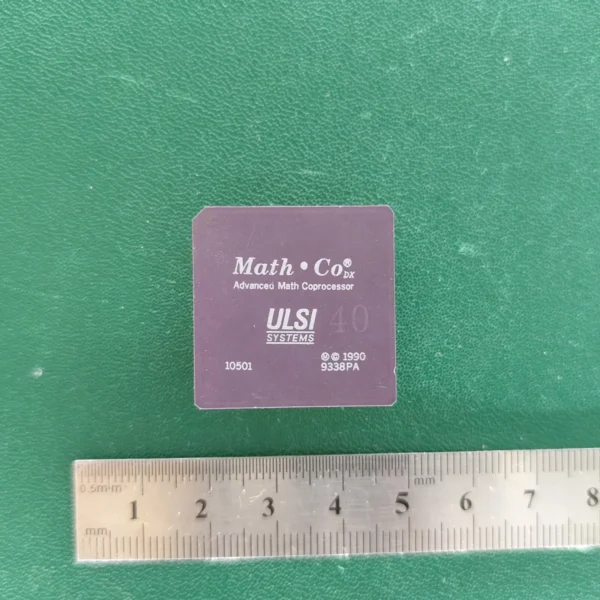 Math • Co® DX
Advanced Math Coprocessor
ULSI 40
SYSTEMS
Ⓜ © 1990
10501 9338PA
0.5mm mm
1 2 3 4 5 6 7 8
mm